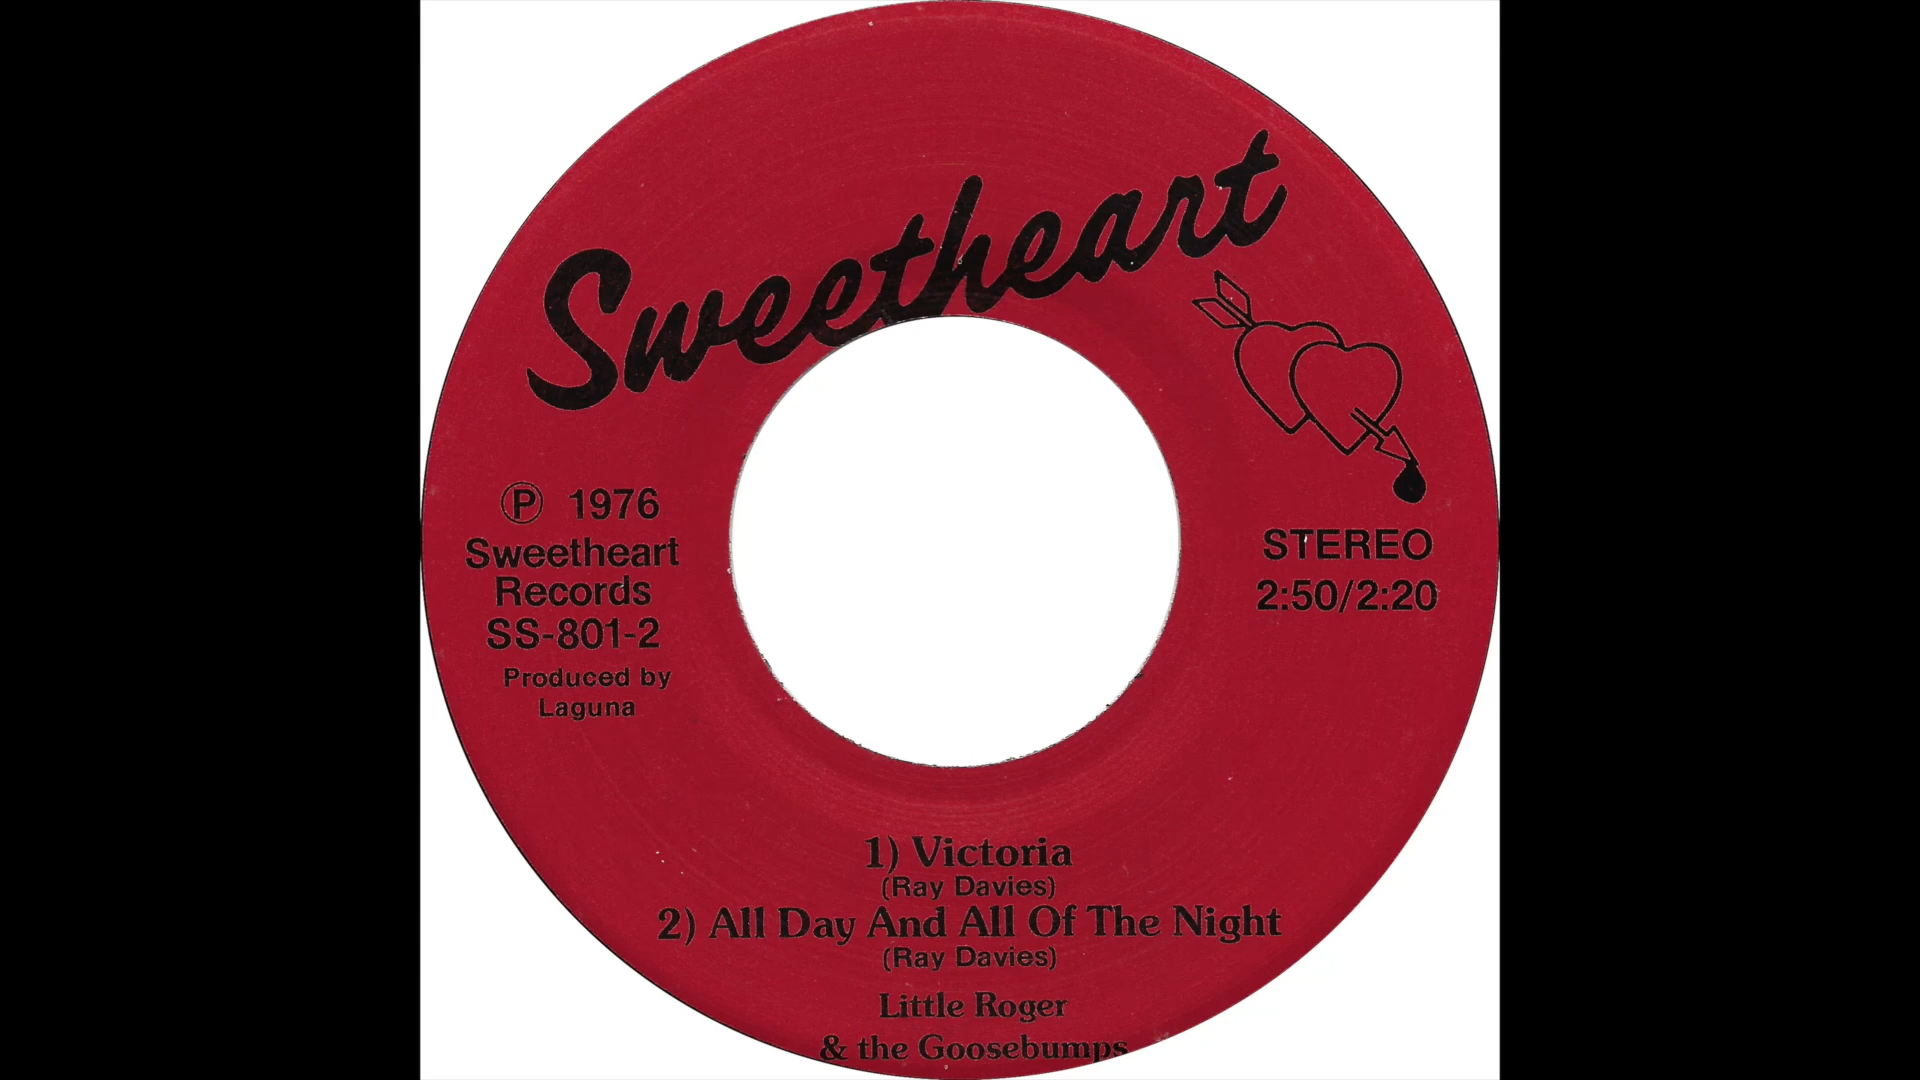 Sweetheart
Ⓟ 1976
Sweetheart
Records
SS-801-2
Produced by
Laguna
STEREO
2:50/2:20
1) Victoria
(Ray Davies)
2) All Day And All Of The Night
(Ray Davies)
Little Roger
& the Goosebumps